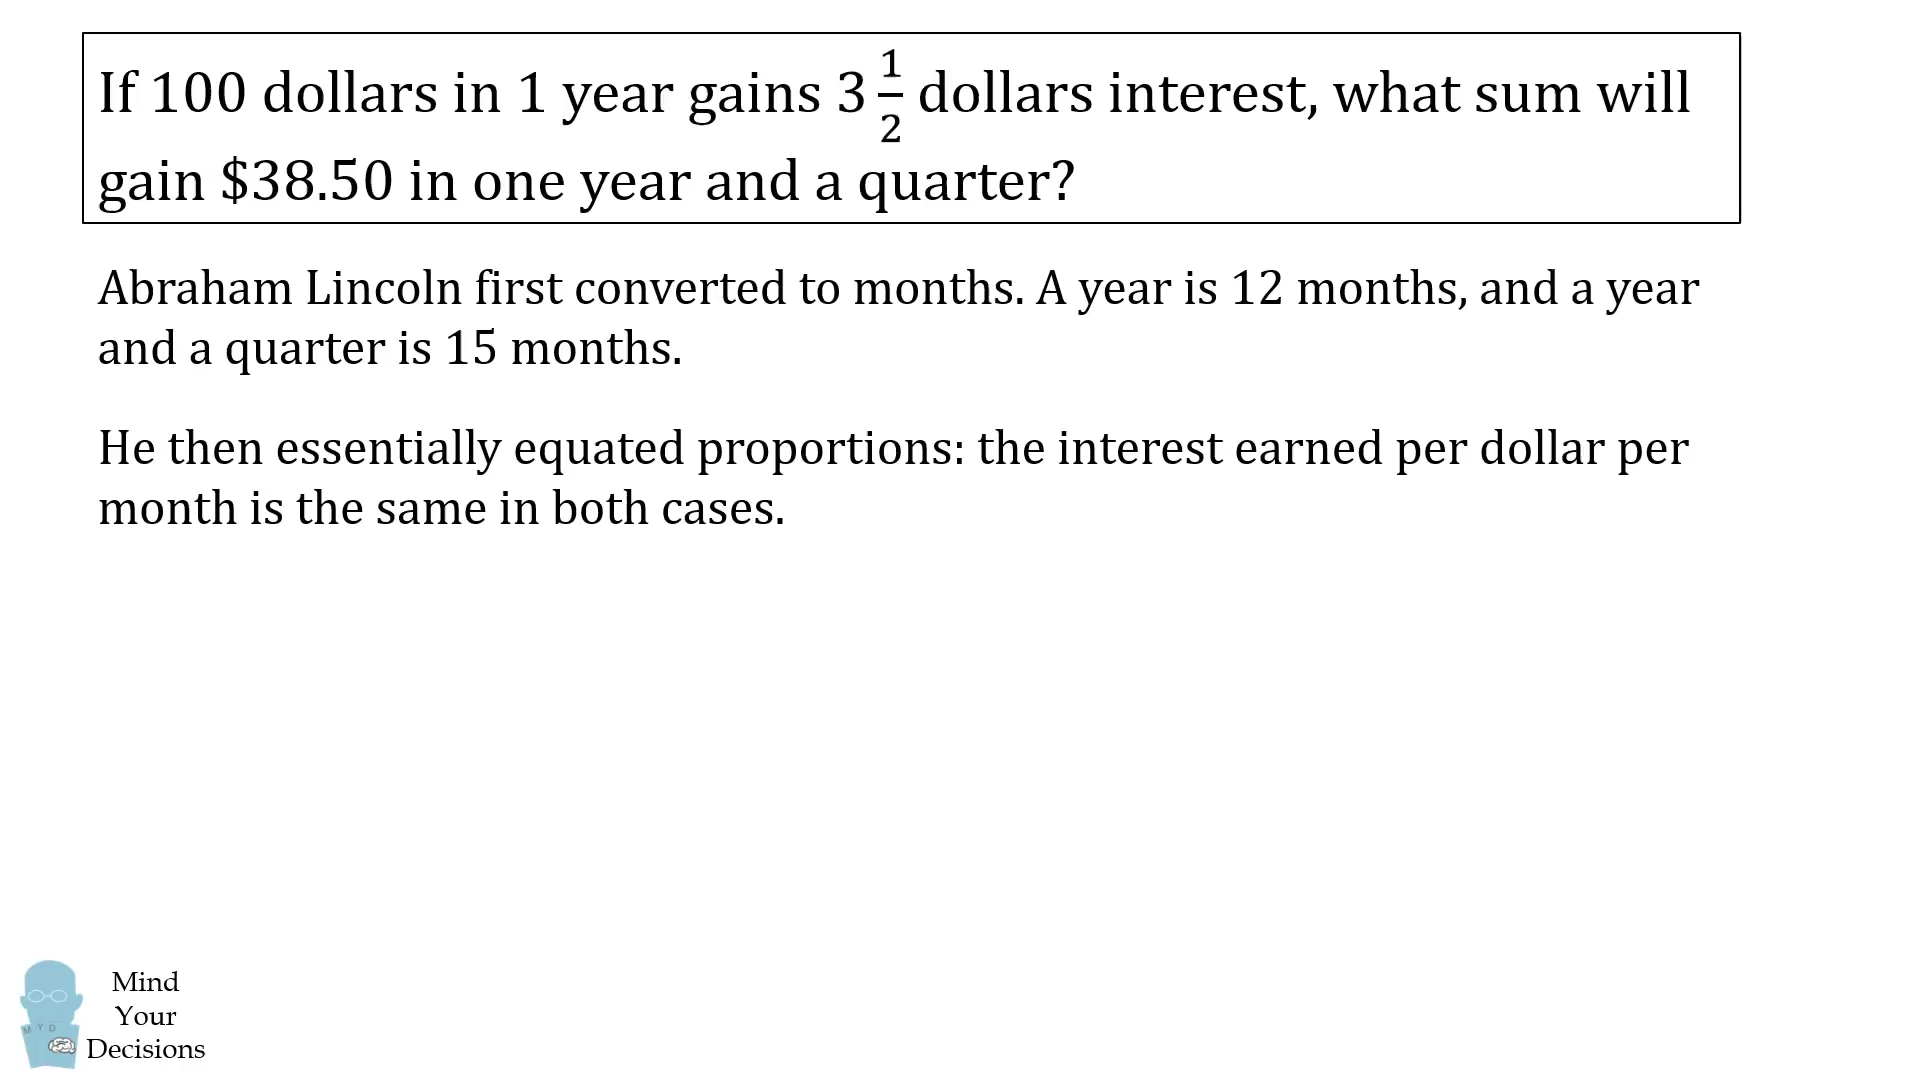 If 100 dollars in 1 year gains 3 1/2 dollars interest, what sum will
gain $38.50 in one year and a quarter?
Abraham Lincoln first converted to months. A year is 12 months, and a year
and a quarter is 15 months.
He then essentially equated proportions: the interest earned per dollar per
month is the same in both cases.
M Y D
Mind
Your
Decisions